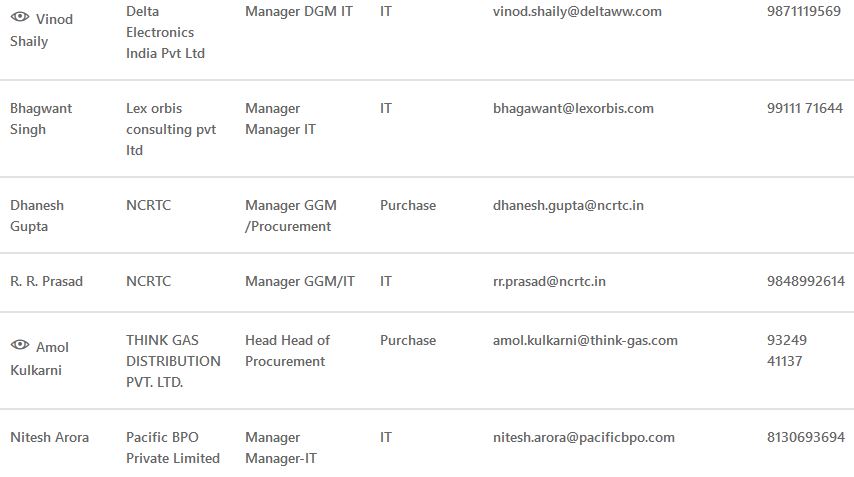 Vinod Shaily Delta Electronics India Pvt Ltd Manager DGM IT IT vinod.shaily@deltaww.com 9871119569
Bhagwant Singh Lex orbis consulting pvt ltd Manager Manager IT IT bhagawant@lexorbis.com 99111 71644
Dhanesh Gupta NCRTC Manager GGM /Procurement Purchase dhanesh.gupta@ncrtc.in
R. R. Prasad NCRTC Manager GGM/IT IT rr.prasad@ncrtc.in 9848992614
Amol Kulkarni THINK GAS DISTRIBUTION PVT. LTD. Head Head of Procurement Purchase amol.kulkarni@think-gas.com 93249 41137
Nitesh Arora Pacific BPO Private Limited Manager Manager-IT IT nitesh.arora@pacificbpo.com 8130693694